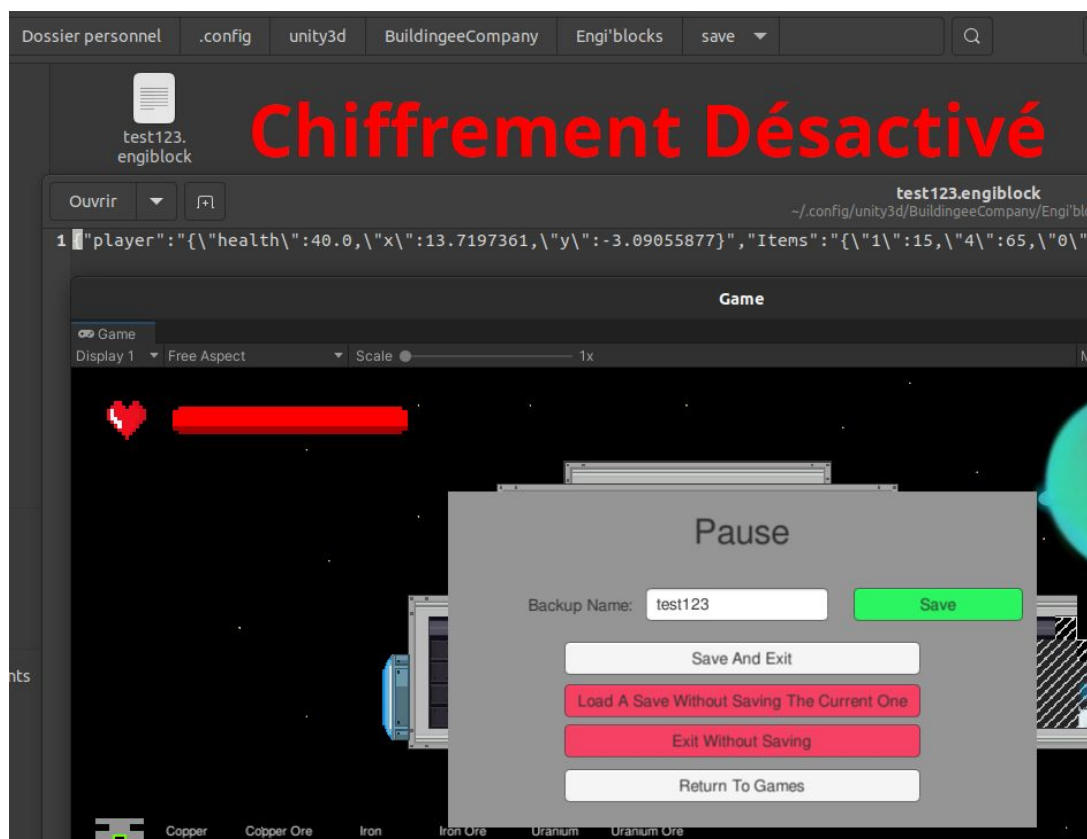 Dossier personnel .config unity3d BuildingeeCompany Engi'blocks save
test123.
engiblock
Chiffrement Désactivé
Ouvrir
test123.engiblock
~/.config/unity3d/BuildingeeCompany/Engi'blo
1 {"player":"{\"health\":40.0,\"x\":13.7197361,\"y\":-3.09055877}","Items":"{\"1\":15,\"4\":65,\"0\"
Game
Game
Display 1 Free Aspect Scale 1x
Pause
Backup Name: test123 Save
Save And Exit
nts
Load A Save Without Saving The Current One
Exit Without Saving
Return To Games
Copper Copper Ore Iron Iron Ore Uranium Uranium Ore